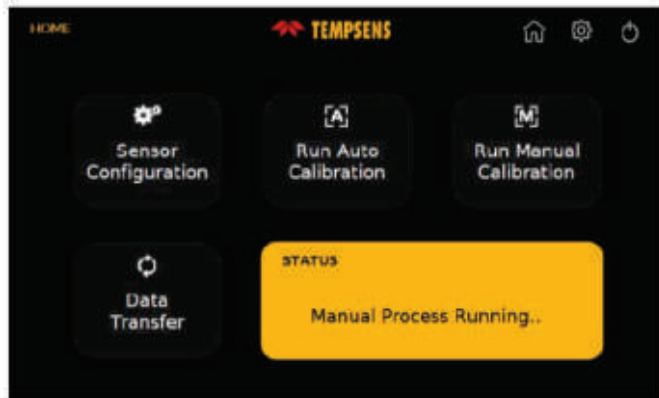 HOME
TEMPSENS
[A]
[M]
Sensor
Configuration
Run Auto
Calibration
Run Manual
Calibration
Data
Transfer
STATUS
Manual Process Running..